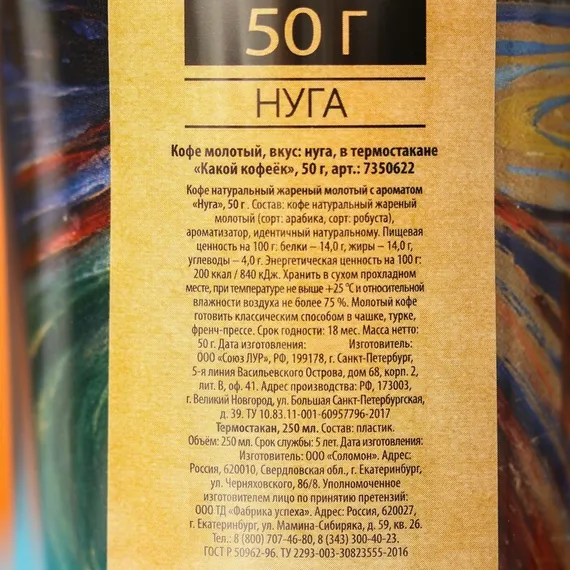 50 Г
НУГА
Кофе молотый, вкус: нуга, в термостакане
«Какой кофеёк», 50 г, арт.: 7350622
Кофе натуральный жареный молотый с ароматом
«Нуга», 50 г . Состав: кофе натуральный жареный
молотый (сорт: арабика, сорт: робуста),
ароматизатор, идентичный натуральному. Пищевая
ценность на 100 г: белки – 14,0 г, жиры – 14,0 г,
углеводы – 4,0 г. Энергетическая ценность на 100 г:
200 ккал / 840 кДж. Хранить в сухом прохладном
месте, при температуре не выше +25 °С и относительной
влажности воздуха не более 75 %. Молотый кофе
готовить классическим способом в чашке, турке,
френч-прессе. Срок годности: 18 мес. Масса нетто:
50 г. Дата изготовления: Изготовитель:
ООО «Союз ЛУР», РФ, 199178, г. Санкт-Петербург,
5-я линия Васильевского Острова, дом 68, корп. 2,
лит. В, оф. 41. Адрес производства: РФ, 173003,
г. Великий Новгород, ул. Большая Санкт-Петербургская,
д. 39. ТУ 10.83.11-001-60957796-2017
Термостакан, 250 мл. Состав: пластик.
Объём: 250 мл. Срок службы: 5 лет. Дата изготовления:
Изготовитель: ООО «Соломон». Адрес:
Россия, 620010, Свердловская обл., г. Екатеринбург,
ул. Черняховского, 86/8. Уполномоченное
изготовителем лицо по принятию претензий:
ООО ТД «Фабрика успеха». Адрес: Россия, 620027,
г. Екатеринбург, ул. Мамина-Сибиряка, д. 59, кв. 26.
Тел.: 8 (800) 707-46-80, 8 (343) 300-40-23.
ГОСТ Р 50962-96. ТУ 2293-003-30823555-2016